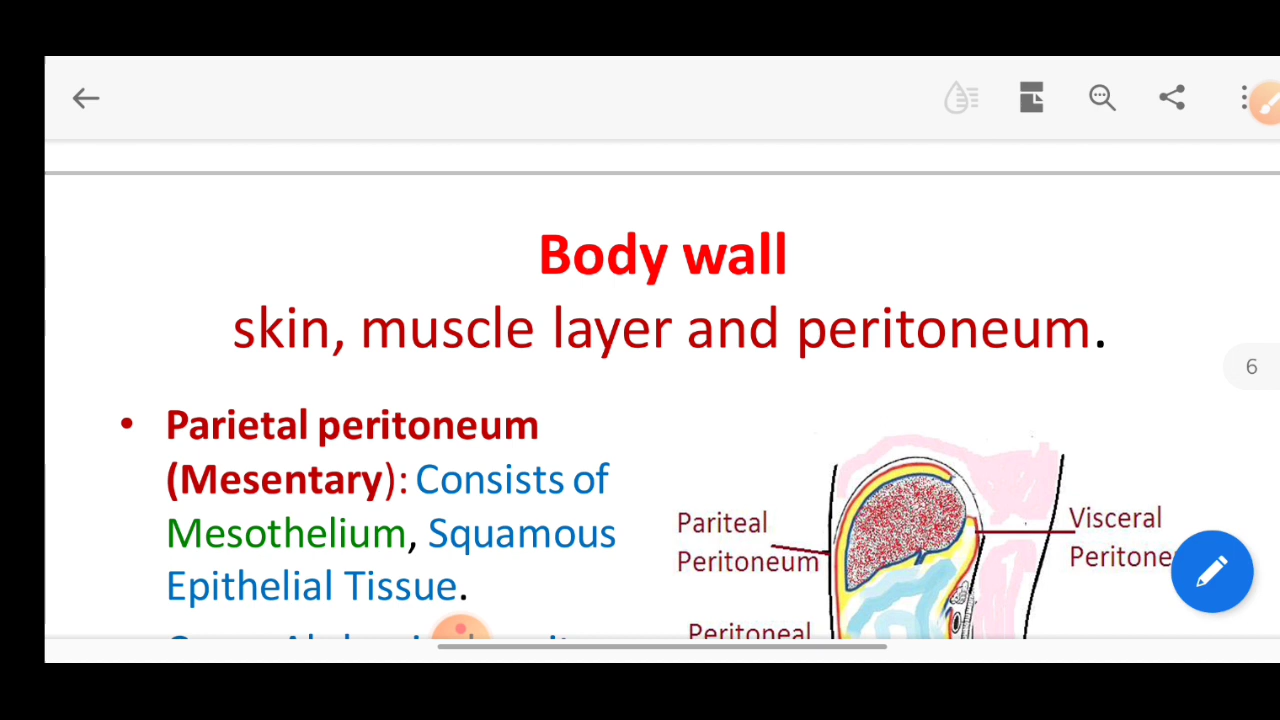 Body wall
skin, muscle layer and peritoneum.
6
• Parietal peritoneum
(Mesentary): Consists of
Mesothelium, Squamous
Epithelial Tissue.
Pariteal
Peritoneum
Visceral
Peritone
Peritoneal